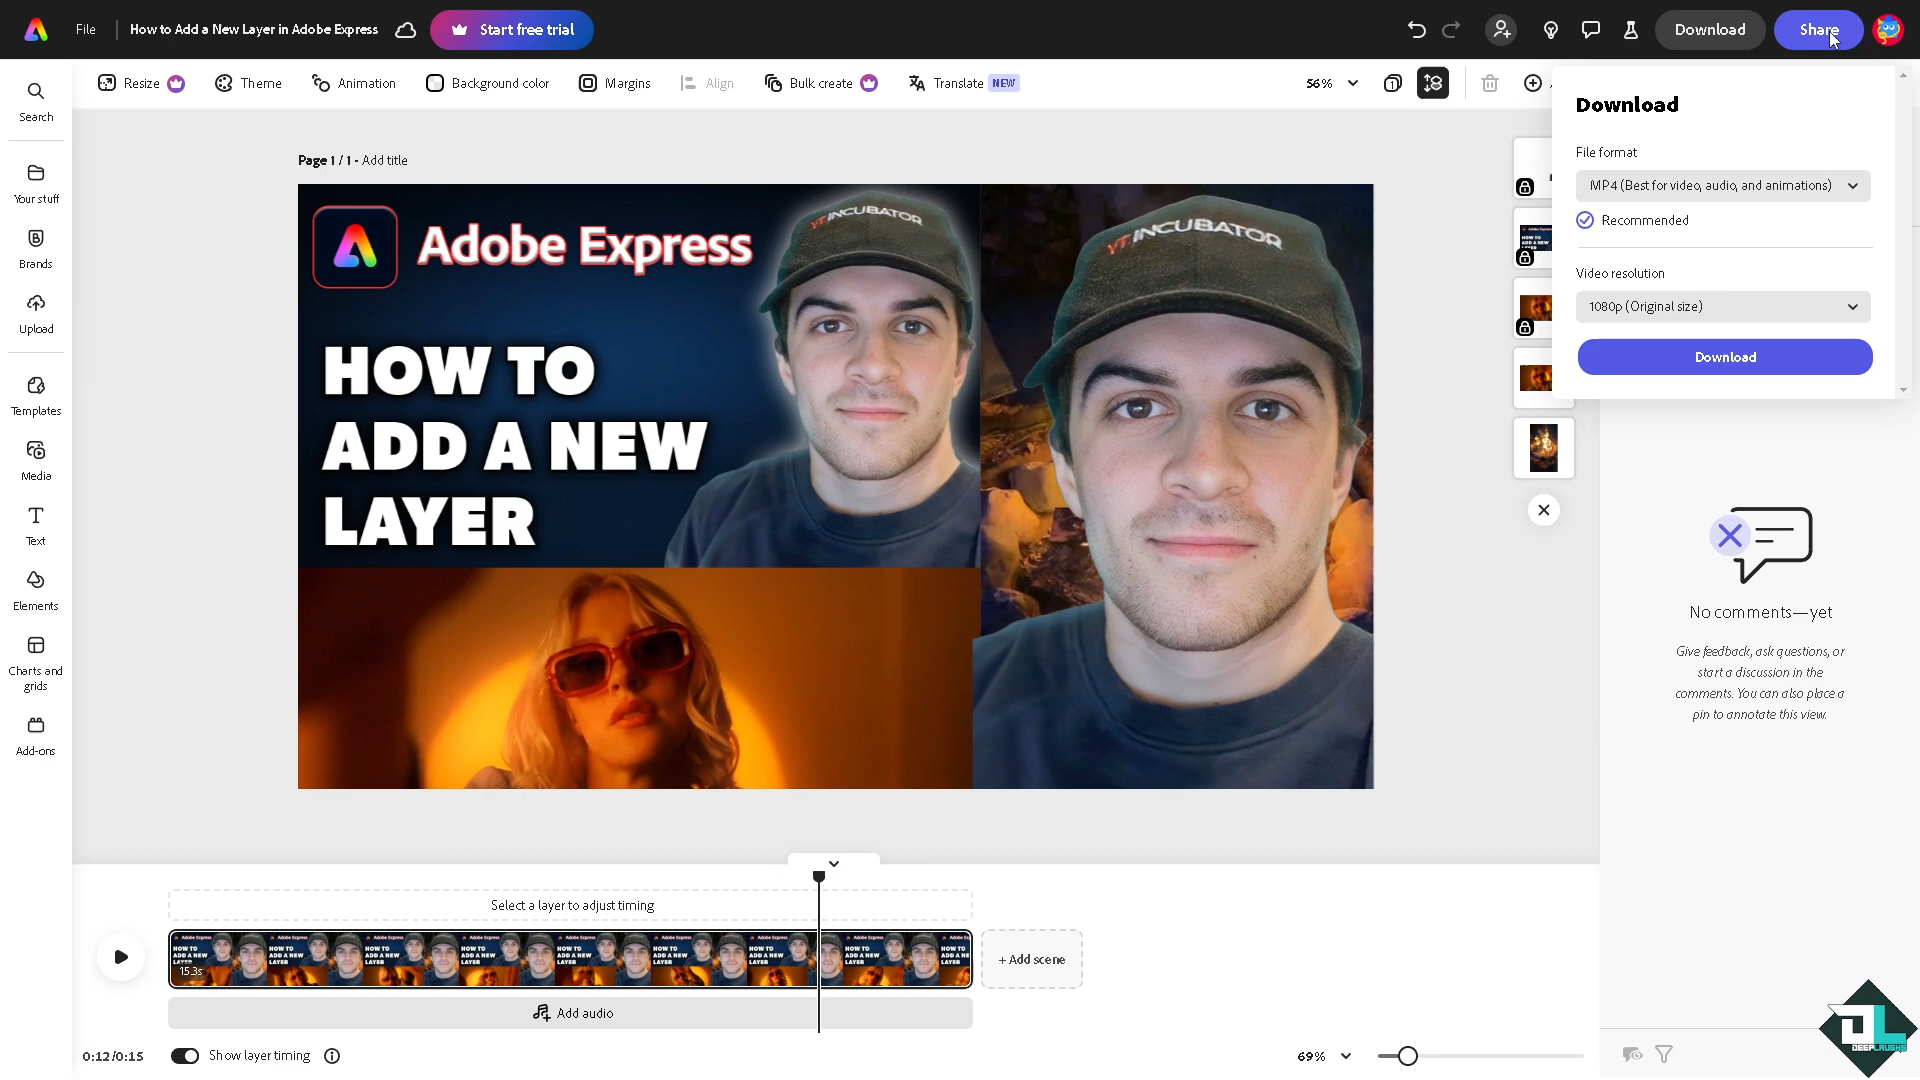 File
How to Add a New Layer in Adobe Express
Start free trial
Download
Share
Resize
Theme
Animation
Background color
Margins
Align
Bulk create
Translate NEW
56%
Search
Your stuff
Brands
Upload
Templates
Media
Text
Elements
Charts and
grids
Add-ons
Page 1 / 1 - Add title
Adobe Express
HOW TO
ADD A NEW
LAYER
YT INCUBATOR
YT INCUBATOR
Download
File format
MP4 (Best for video, audio, and animations)
Recommended
Video resolution
1080p (Original size)
Download
No comments—yet
Give feedback, ask questions, or
start a discussion in the
comments. You can also place a
pin to annotate this view.
Select a layer to adjust timing
15.3s
+ Add scene
Add audio
0:12/0:15
Show layer timing
69%
DL
DEEPLAUGHS